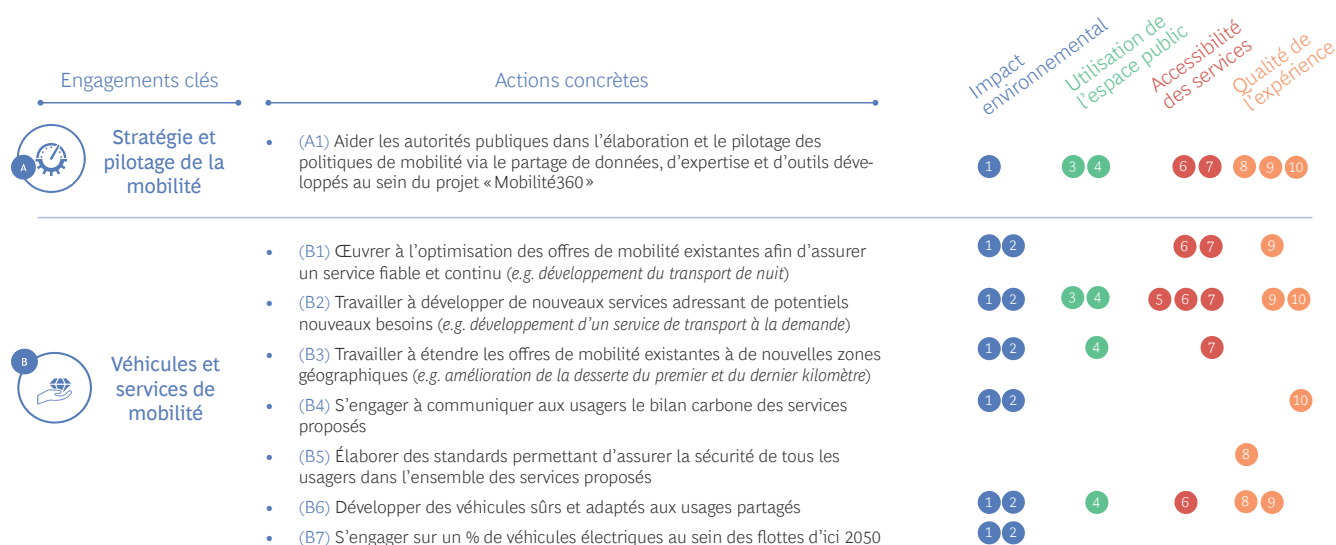 Impact
environnemental
Utilisation de
l'espace public
Accessibilité
des services
Qualité de
l'expérience
Engagements clés
Actions concrètes
A
Stratégie et
pilotage de la
mobilité
• (A1) Aider les autorités publiques dans l'élaboration et le pilotage des
politiques de mobilité via le partage de données, d'expertise et d'outils déve-
loppés au sein du projet «Mobilité360»
1 3 4 6 7 8 9 10
B
Véhicules et
services de
mobilité
• (B1) Œuvrer à l'optimisation des offres de mobilité existantes afin d'assurer
un service fiable et continu (e.g. développement du transport de nuit)
1 2 6 7 9
• (B2) Travailler à développer de nouveaux services adressant de potentiels
nouveaux besoins (e.g. développement d'un service de transport à la demande)
1 2 3 4 5 6 7 9 10
• (B3) Travailler à étendre les offres de mobilité existantes à de nouvelles zones
géographiques (e.g. amélioration de la desserte du premier et du dernier kilomètre)
1 2 4 7
• (B4) S'engager à communiquer aux usagers le bilan carbone des services
proposés
1 2 10
• (B5) Élaborer des standards permettant d'assurer la sécurité de tous les
usagers dans l'ensemble des services proposés
8
• (B6) Développer des véhicules sûrs et adaptés aux usages partagés
1 2 4 6 8 9
• (B7) S'engager sur un % de véhicules électriques au sein des flottes d'ici 2050
1 2